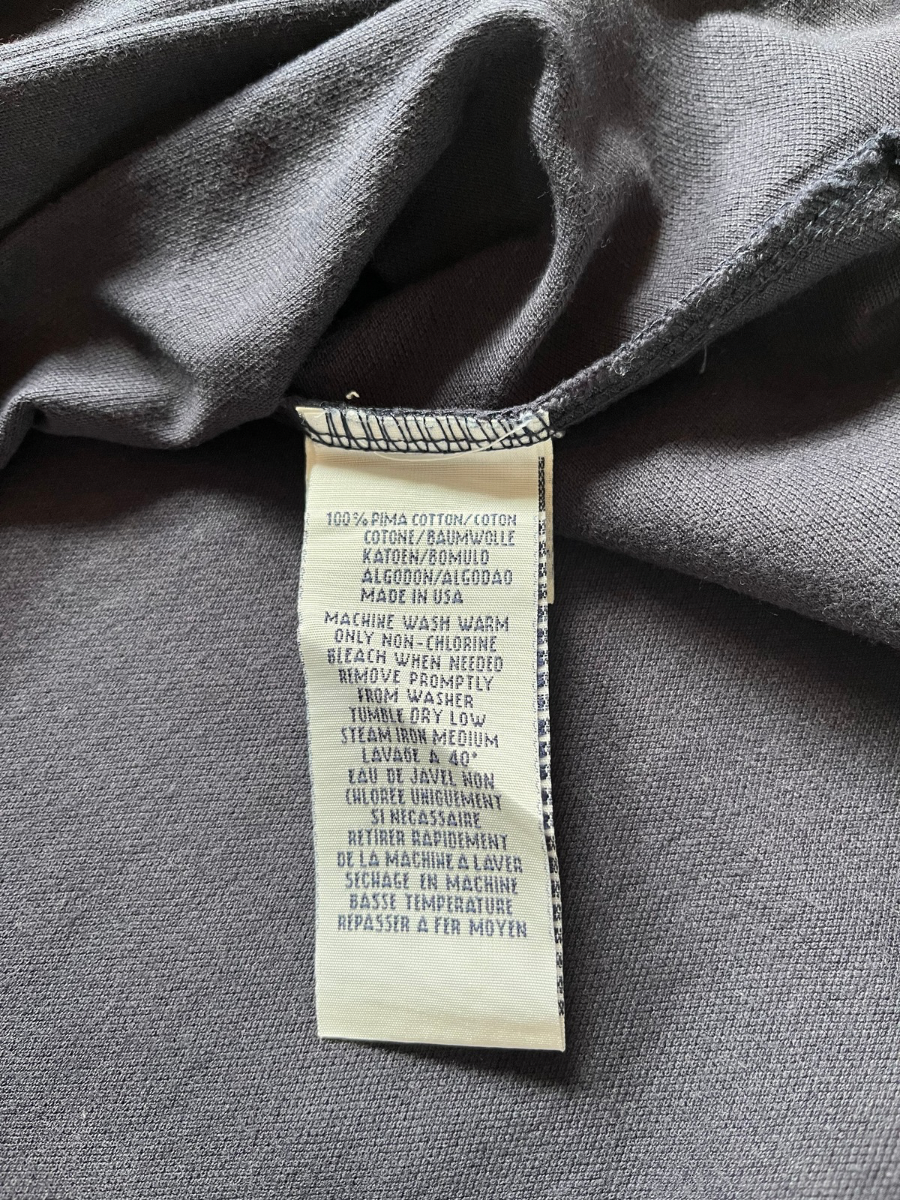 100% PIMA COTTON/COTON
COTONE/BAUMWOLLE
KATOEN/BOMULD
ALGODON/ALGODAO
MADE IN USA
MACHINE WASH WARM
ONLY NON-CHLORINE
BLEACH WHEN NEEDED
REMOVE PROMPTLY
FROM WASHER
TUMBLE DRY LOW
STEAM IRON MEDIUM
LAVAGE A 40°
EAU DE JAVEL NON
CHLOREE UNIQUEMENT
SI NECASSAIRE
RETIRER RAPIDEMENT
DE LA MACHINE A LAVER
SECHAGE EN MACHINE
BASSE TEMPERATURE
REPASSER A FER MOYEN